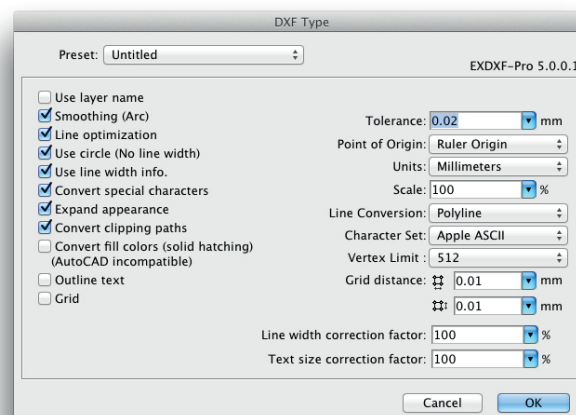 DXF Type
Preset: Untitled
EXDXF-Pro 5.0.0.1
Use layer name
Smoothing (Arc)
Line optimization
Use circle (No line width)
Use line width info.
Convert special characters
Expand appearance
Convert clipping paths
Convert fill colors (solid hatching)
(AutoCAD incompatible)
Outline text
Grid
Tolerance: 0.02 mm
Point of Origin: Ruler Origin
Units: Millimeters
Scale: 100 %
Line Conversion: Polyline
Character Set: Apple ASCII
Vertex Limit : 512
Grid distance: 0.01 mm
0.01 mm
Line width correction factor: 100 %
Text size correction factor: 100 %
Cancel OK